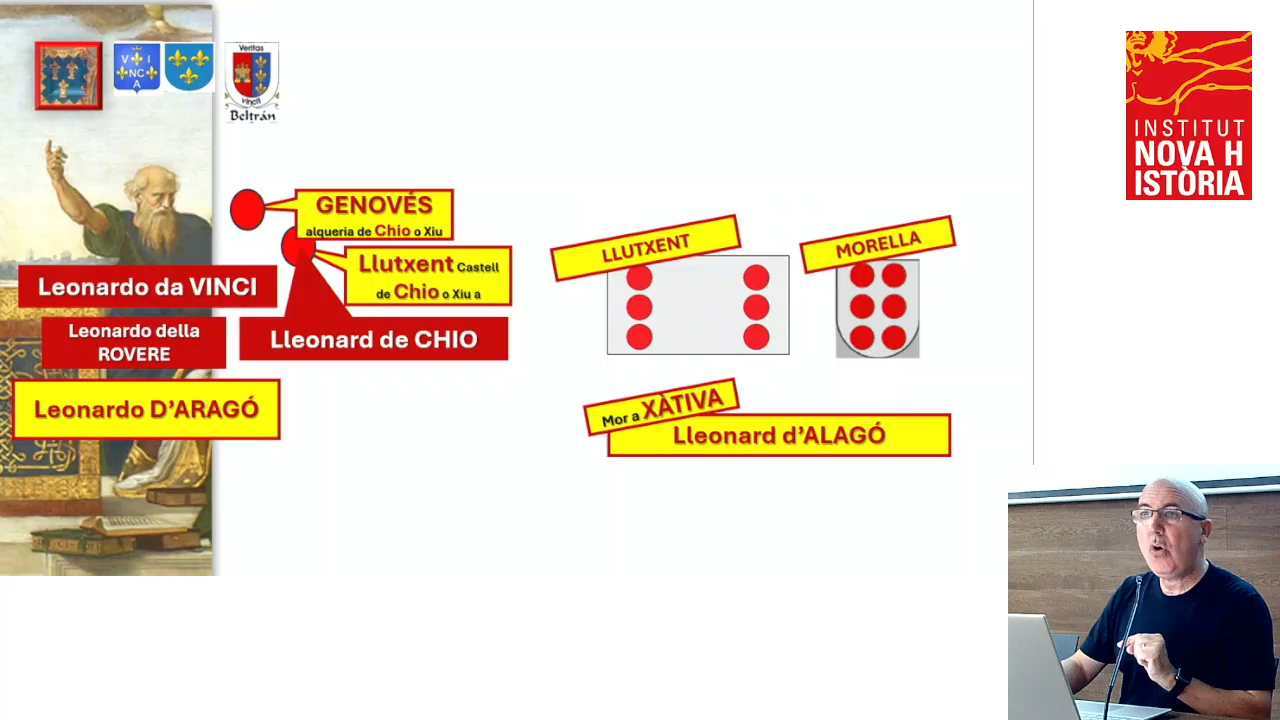 V I
NC
A
Veritas
vincit
Beltrán
INSTITUT
NOVA H
ISTÒRIA
GENOVÉS
alqueria de Chio o Xiu
Llutxent Castell
de Chio o Xiu a
Leonardo da VINCI
Leonardo della
ROVERE
Lleonard de CHIO
Leonardo D'ARAGÓ
LLUTXENT
MORELLA
Mor a XÀTIVA
Lleonard d'ALAGÓ